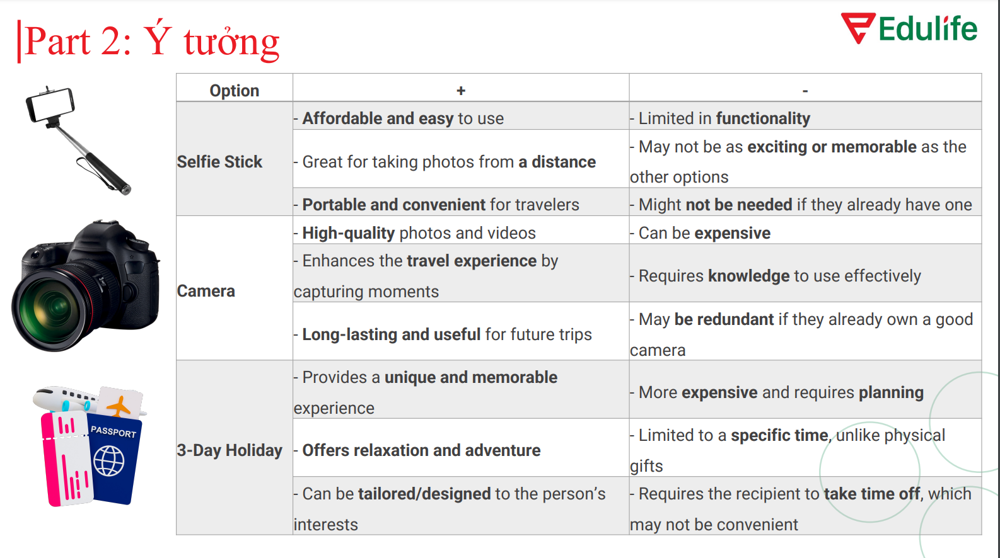 Part 2: Ý tưởng
Edulife
Option + -
Selfie Stick
- Affordable and easy to use
- Limited in functionality
- Great for taking photos from a distance
- May not be as exciting or memorable as the
other options
- Portable and convenient for travelers
- Might not be needed if they already have one
Camera
- High-quality photos and videos
- Can be expensive
- Enhances the travel experience by
capturing moments
- Requires knowledge to use effectively
- Long-lasting and useful for future trips
- May be redundant if they already own a good
camera
3-Day Holiday
- Provides a unique and memorable
experience
- More expensive and requires planning
- Offers relaxation and adventure
- Limited to a specific time, unlike physical
gifts
- Can be tailored/designed to the person’s
interests
- Requires the recipient to take time off, which
may not be convenient
PASSPORT